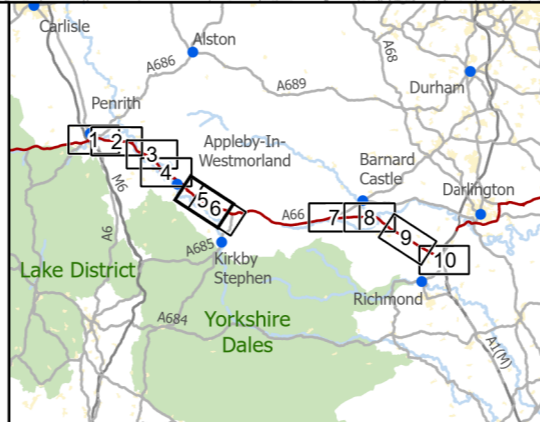 Carlisle
Alston
A686
A68
A689
Durham
Penrith
1
2
3
4
5
6
Appleby-In-
Westmorland
Barnard
Castle
Darlington
M6
A66
7
8
9
10
A6
A685
Kirkby
Stephen
Lake District
Richmond
A684
Yorkshire
Dales
A1(M)